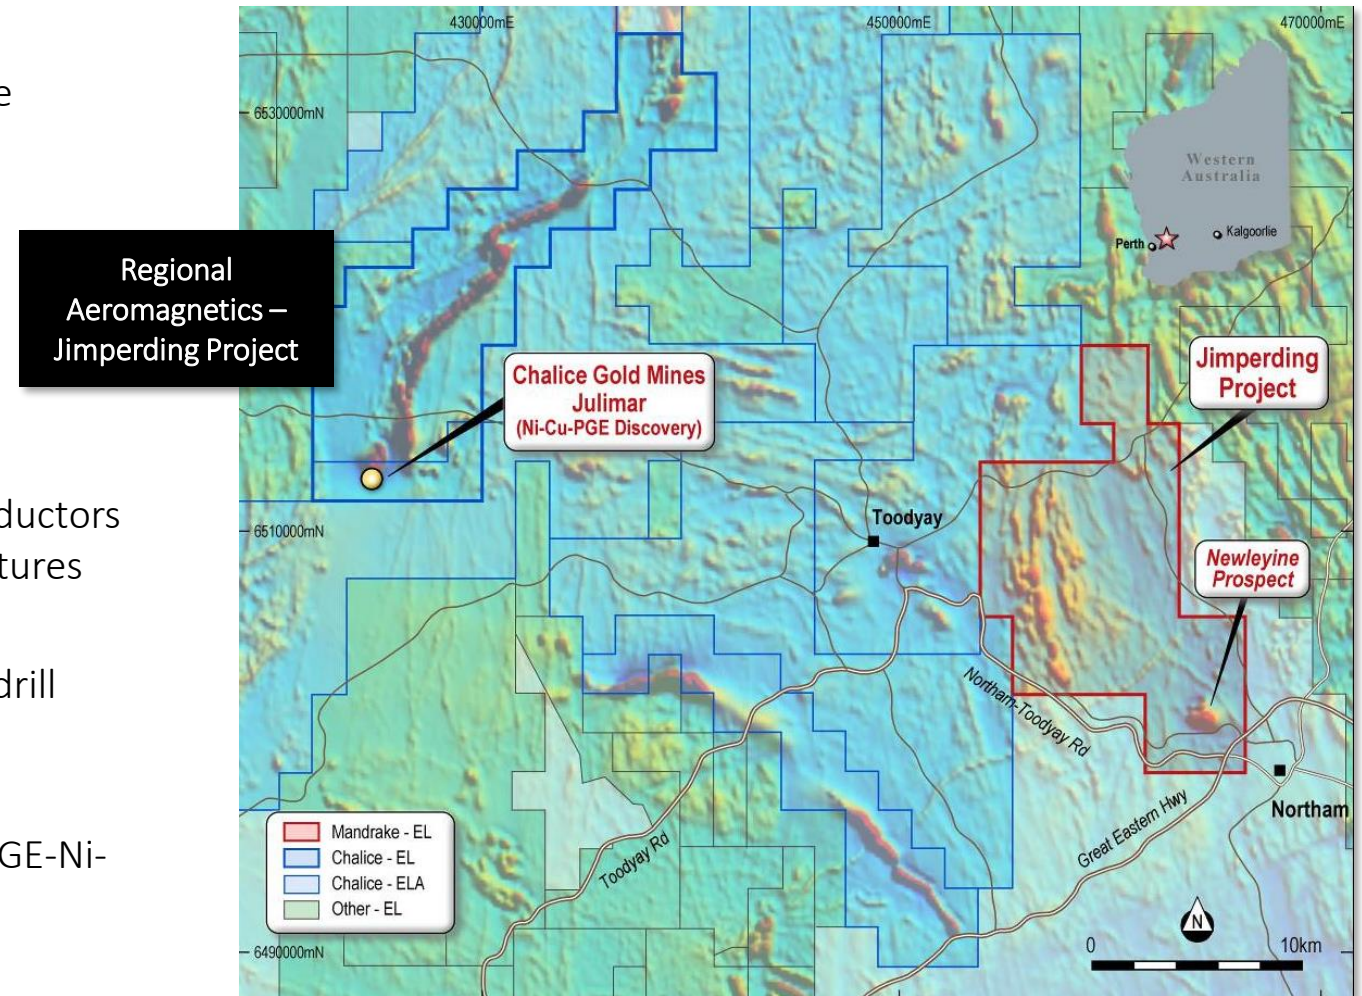 e
Regional
Aeromagnetics –
Jimperding Project
ductors
tures
drill
GE-Ni-
430000mE
450000mE
470000mE
6530000mN
6510000mN
6490000mN
Western
Australia
Perth
Kalgoorlie
Chalice Gold Mines
Julimar
(Ni-Cu-PGE Discovery)
Jimperding
Project
Toodyay
Newleyine
Prospect
Northam-Toodyay Rd
Northam
Great Eastern Hwy
Toodyay Rd
Mandrake - EL
Chalice - EL
Chalice - ELA
Other - EL
N
0 10km